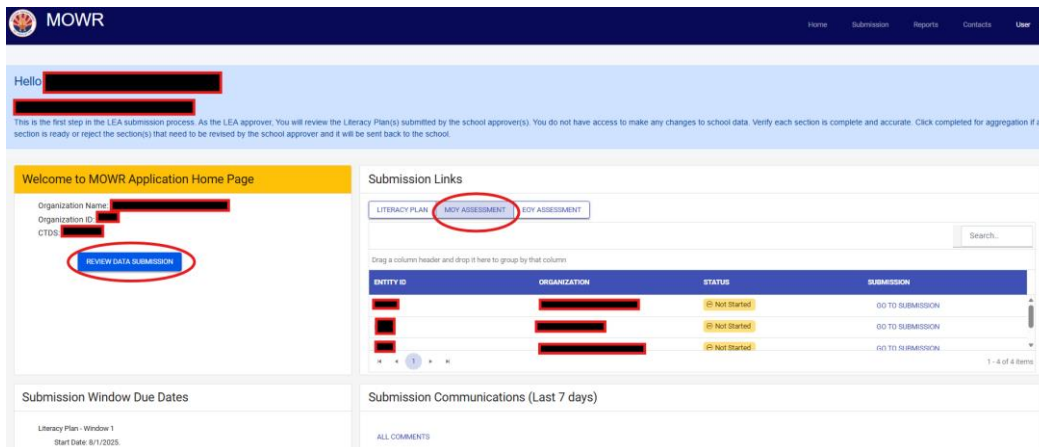 MOWR
Home Submission Reports Contacts User
Hello
This is the first step in the LEA submission process. As the LEA approver, You will review the Literacy Plan(s) submitted by the school approver(s). You do not have access to make any changes to school data. Verify each section is complete and accurate. Click completed for aggregation if a
section is ready or reject the section(s) that need to be revised by the school approver and it will be sent back to the school.
Welcome to MOWR Application Home Page
Organization Name:
Organization ID:
CTDS:
REVIEW DATA SUBMISSION
Submission Links
LITERACY PLAN MOY ASSESSMENT EOY ASSESSMENT
Search..
Drag a column header and drop it here to group by that column
ENTITY ID ORGANIZATION STATUS SUBMISSION
Not Started GO TO SUBMISSION
Not Started GO TO SUBMISSION
Not Started GO TO SUBMISSION
1 1 - 4 of 4 items
Submission Window Due Dates
Literacy Plan - Window 1
Start Date: 8/1/2025.
Submission Communications (Last 7 days)
ALL COMMENTS